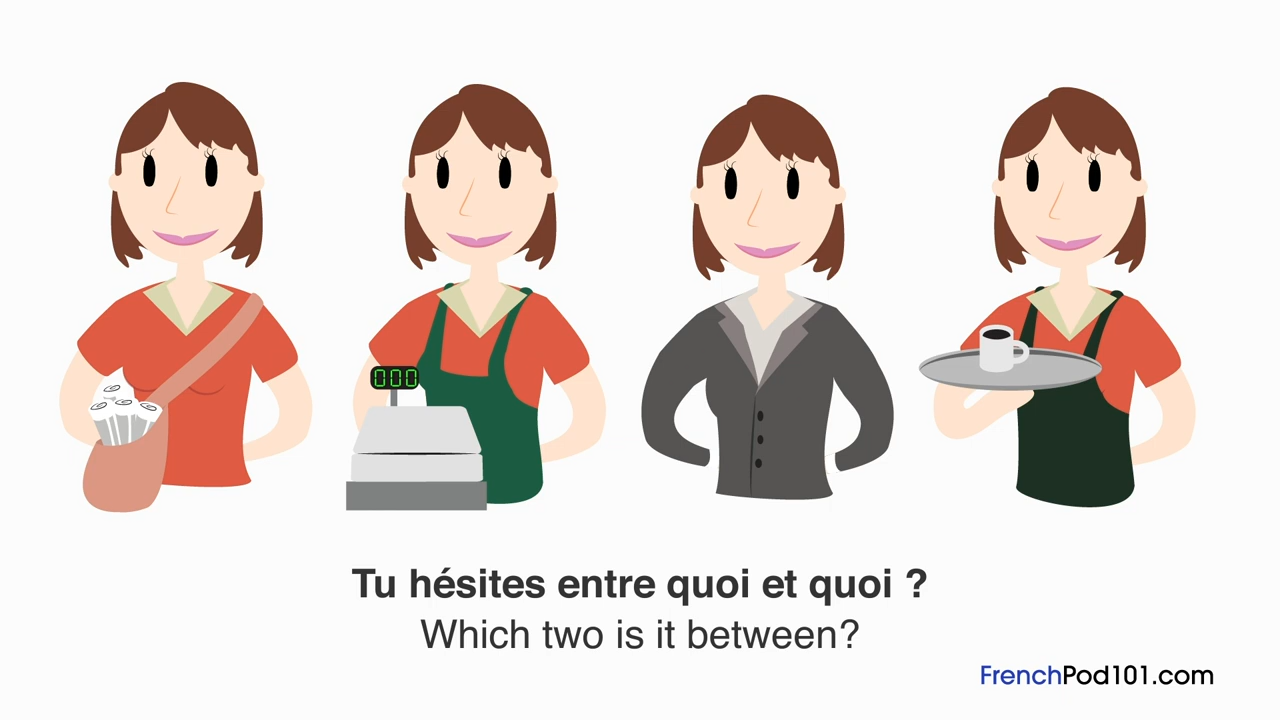 000
Tu hésites entre quoi et quoi ?
Which two is it between?
FrenchPod101.com